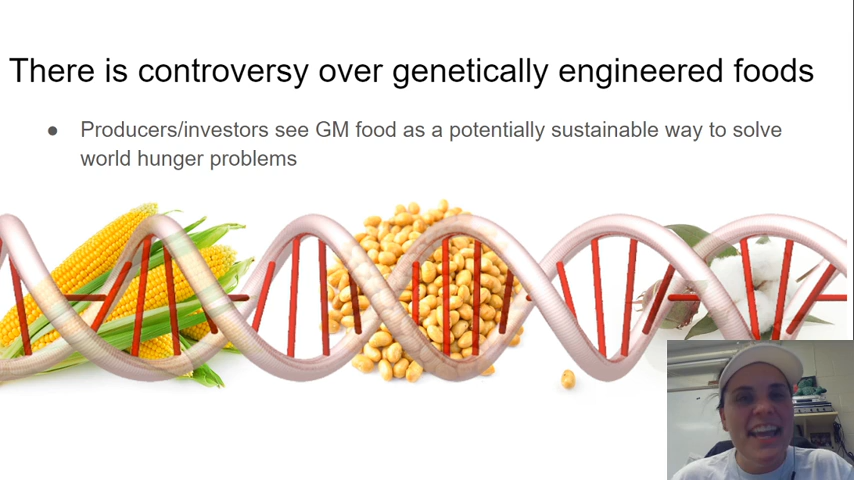 There is controversy over genetically engineered foods
● Producers/investors see GM food as a potentially sustainable way to solve
world hunger problems